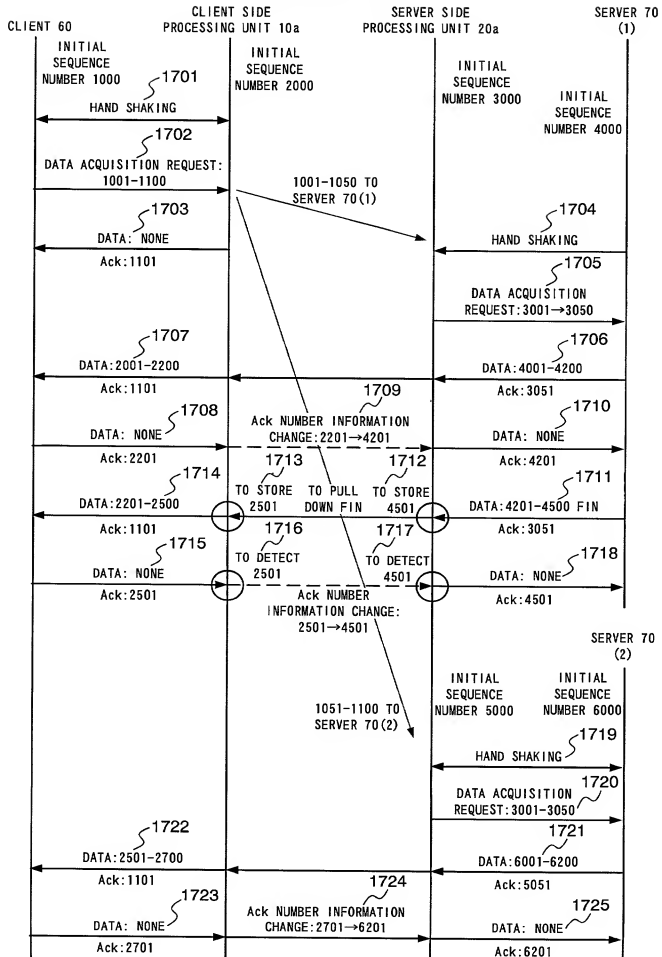 CLIENT 60
CLIENT SIDE
PROCESSING UNIT 10a
SERVER SIDE
PROCESSING UNIT 20a
SERVER 70
(1)
INITIAL
SEQUENCE
NUMBER 1000
INITIAL
SEQUENCE
NUMBER 2000
INITIAL
SEQUENCE
NUMBER 3000
INITIAL
SEQUENCE
NUMBER 4000
1701
HAND SHAKING
1702
DATA ACQUISITION REQUEST:
1001-1100
1001-1050 TO
SERVER 70(1)
1703
DATA: NONE
Ack:1101
1704
HAND SHAKING
1705
DATA ACQUISITION
REQUEST:3001→3050
1707
DATA:2001-2200
Ack:1101
1706
DATA:4001-4200
Ack:3051
1708
DATA: NONE
Ack:2201
1709
Ack NUMBER INFORMATION
CHANGE:2201→4201
1710
DATA: NONE
Ack:4201
1714
DATA:2201-2500
Ack:1101
1713
TO STORE
2501
TO PULL
DOWN FIN
1712
TO STORE
4501
1711
DATA:4201-4500 FIN
Ack:3051
1715
DATA: NONE
Ack:2501
1716
TO DETECT
2501
1717
TO DETECT
4501
Ack NUMBER
INFORMATION CHANGE:
2501→4501
1718
DATA: NONE
Ack:4501
SERVER 70
(2)
INITIAL
SEQUENCE
NUMBER 5000
INITIAL
SEQUENCE
NUMBER 6000
1051-1100 TO
SERVER 70(2)
1719
HAND SHAKING
1720
DATA ACQUISITION
REQUEST:3001-3050
1722
DATA:2501-2700
Ack:1101
1721
DATA:6001-6200
Ack:5051
1723
DATA: NONE
Ack:2701
1724
Ack NUMBER INFORMATION
CHANGE:2701→6201
1725
DATA: NONE
Ack:6201